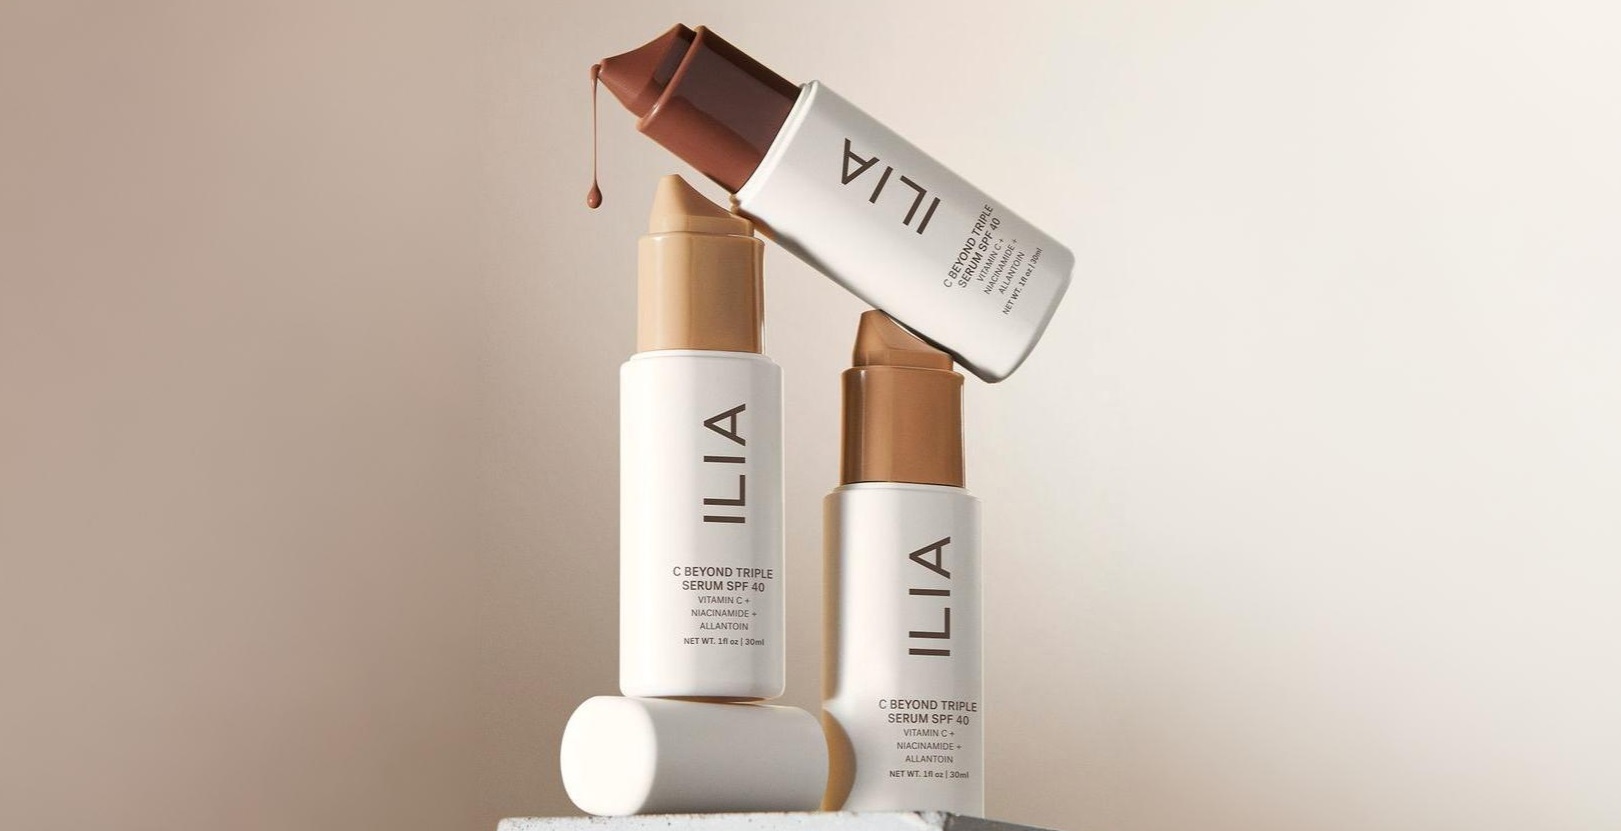 ILIA
C BEYOND TRIPLE
SERUM SPF 40
VITAMIN C +
NIACINAMIDE +
ALLANTOIN
NET WT. 1fl oz | 30ml
ILIA
C BEYOND TRIPLE
SERUM SPF 40
VITAMIN C +
NIACINAMIDE +
ALLANTOIN
NET WT. 1fl oz | 30ml
ILIA
C BEYOND TRIPLE
SERUM SPF 40
VITAMIN C +
NIACINAMIDE +
ALLANTOIN
NET WT. 1fl oz | 30ml